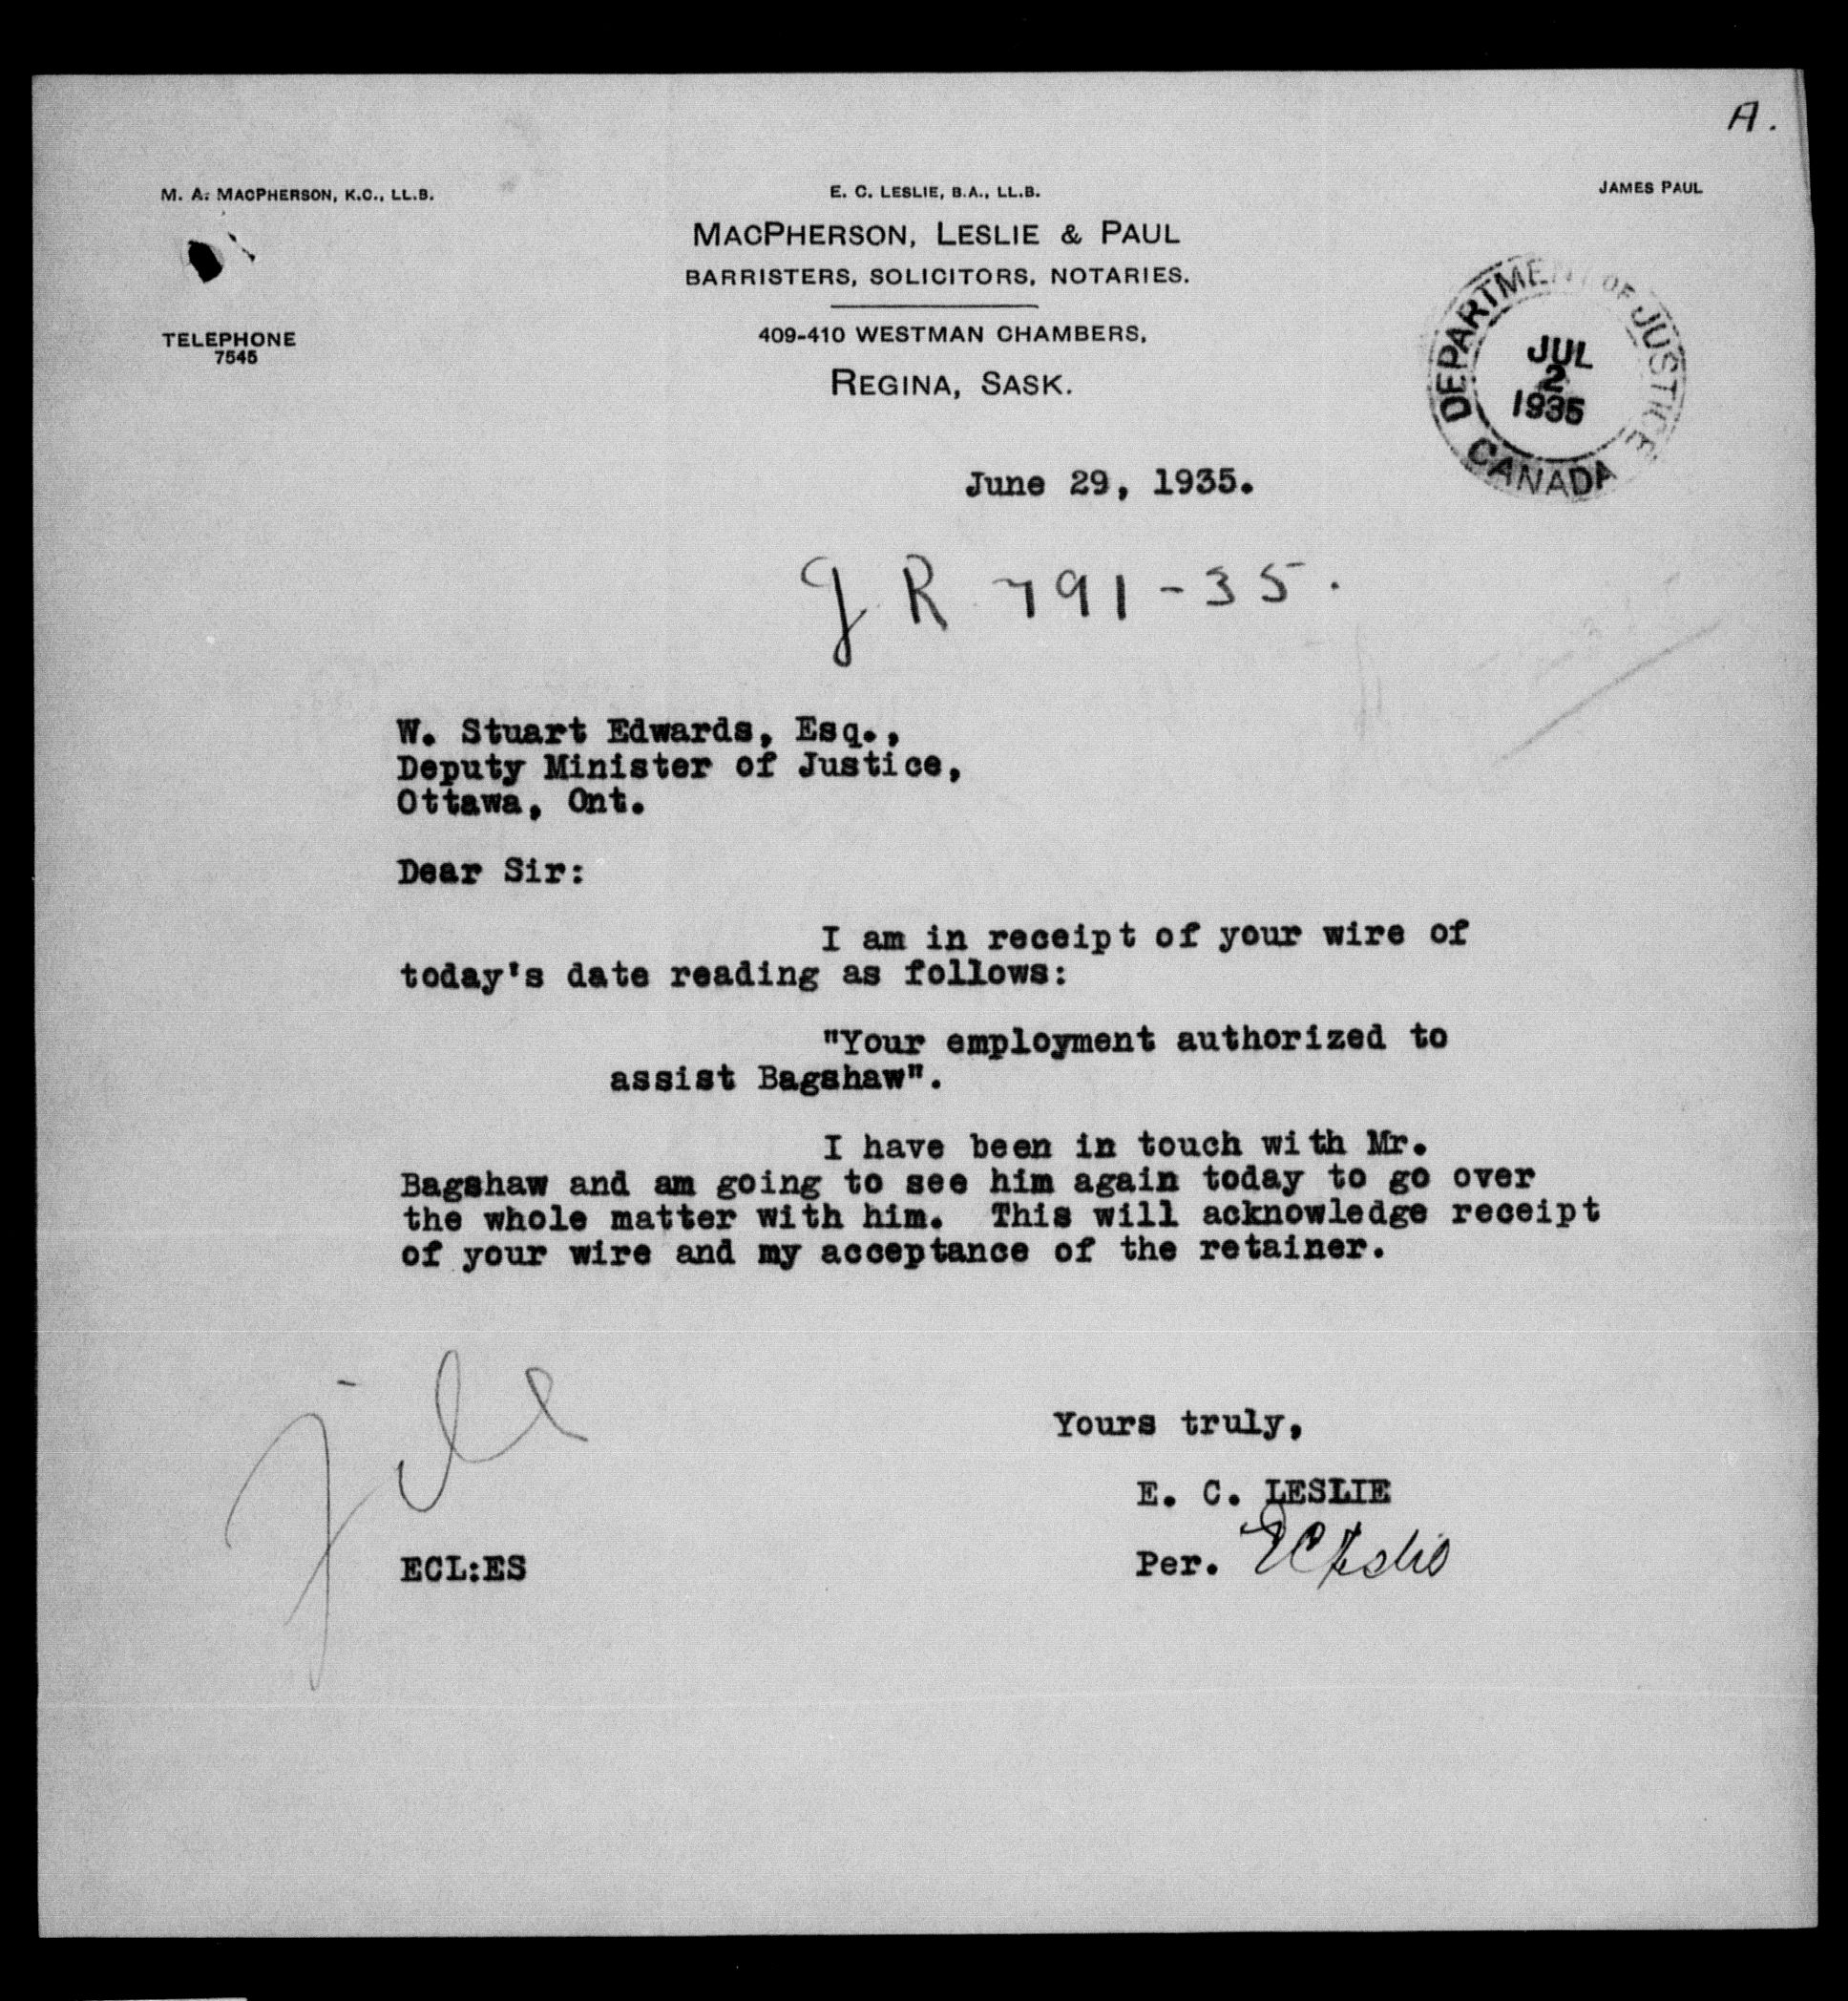 A.
M. A. MACPHERSON, K.C., LL.B.
E. C. LESLIE, B.A., LL.B.
JAMES PAUL
MACPHERSON, LESLIE & PAUL
BARRISTERS, SOLICITORS, NOTARIES.
TELEPHONE
7545
409-410 WESTMAN CHAMBERS,
REGINA, SASK.
DEPARTMENT OF JUSTICE
JUL
2
1935
CANADA
June 29, 1935.
J R 791-35.
W. Stuart Edwards, Esq.,
Deputy Minister of Justice,
Ottawa, Ont.
Dear Sir:
I am in receipt of your wire of
today's date reading as follows:
"Your employment authorized to
assist Bagshaw".
I have been in touch with Mr.
Bagshaw and am going to see him again today to go over
the whole matter with him. This will acknowledge receipt
of your wire and my acceptance of the retainer.
file
Yours truly,
E. C. LESLIE
Per. ECLeslie
ECL:ES